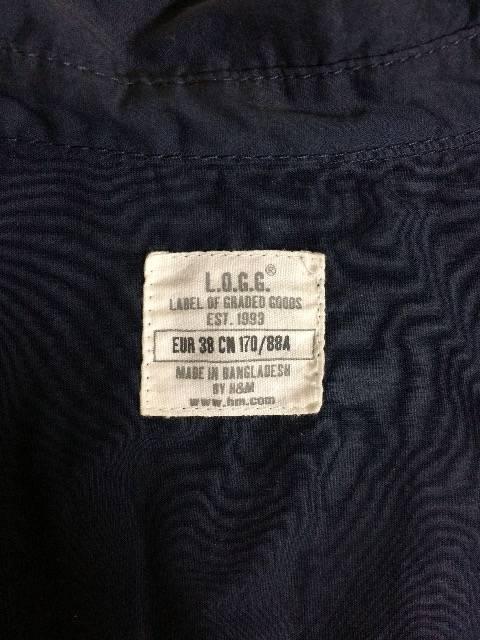 L.O.G.G.®
LABEL OF GRADED GOODS
EST. 1993
EUR 38 CN 170/88A
MADE IN BANGLADESH
BY H&M
www.hm.com